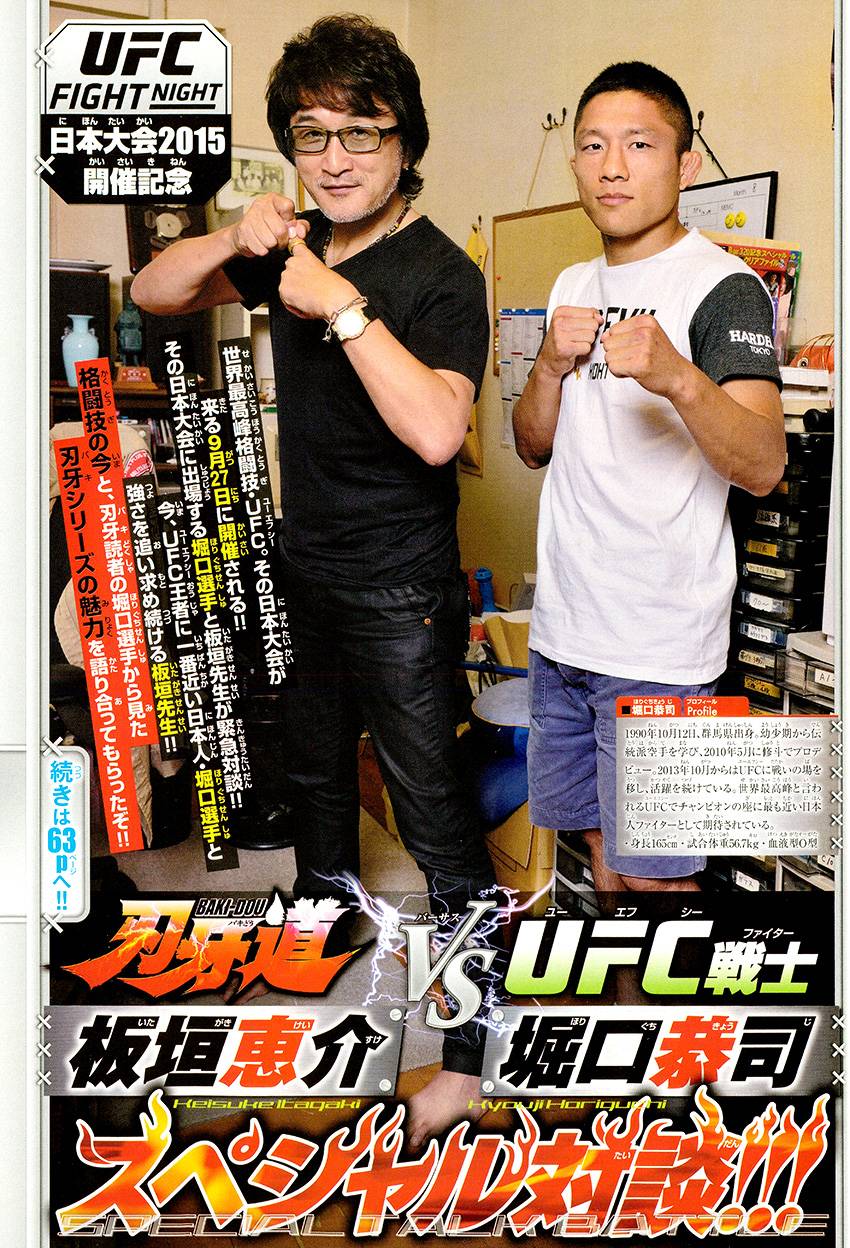 UFC
FIGHT NIGHT
日本大会2015
開催記念
世界最高峰格闘技・UFC。その日本大会が
来る9月27日に開催される!!
その日本大会に出場する堀口選手と板垣先生が緊急対談!!
今、UFC王者に一番近い日本人・堀口選手と
強さを追い求め続ける板垣先生!!
格闘技の今と、刃牙読者の堀口選手から見た
刃牙シリーズの魅力を語り合ってもらったぞ!!
続きは63pへ!!
HARDER
TOKYO
■堀口恭司 Profile
1990年10月12日、群馬県出身。幼少期から伝
統派空手を学び、2010年5月に修斗でプロデ
ビュー。2013年10月からはUFCに戦いの場を
移し、活躍を続けている。世界最高峰と言わ
れるUFCでチャンピオンの座に最も近い日本
人ファイターとして期待されている。
・身長165cm・試合体重56.7kg・血液型O型
BAKI-DOU
刃牙道
VS
UFC戦士
板垣恵介
堀口恭司
Keisuke Itagaki
Kyouji Horiguchi
スペシャル対談!!!
SPECIAL TALK BATTLE